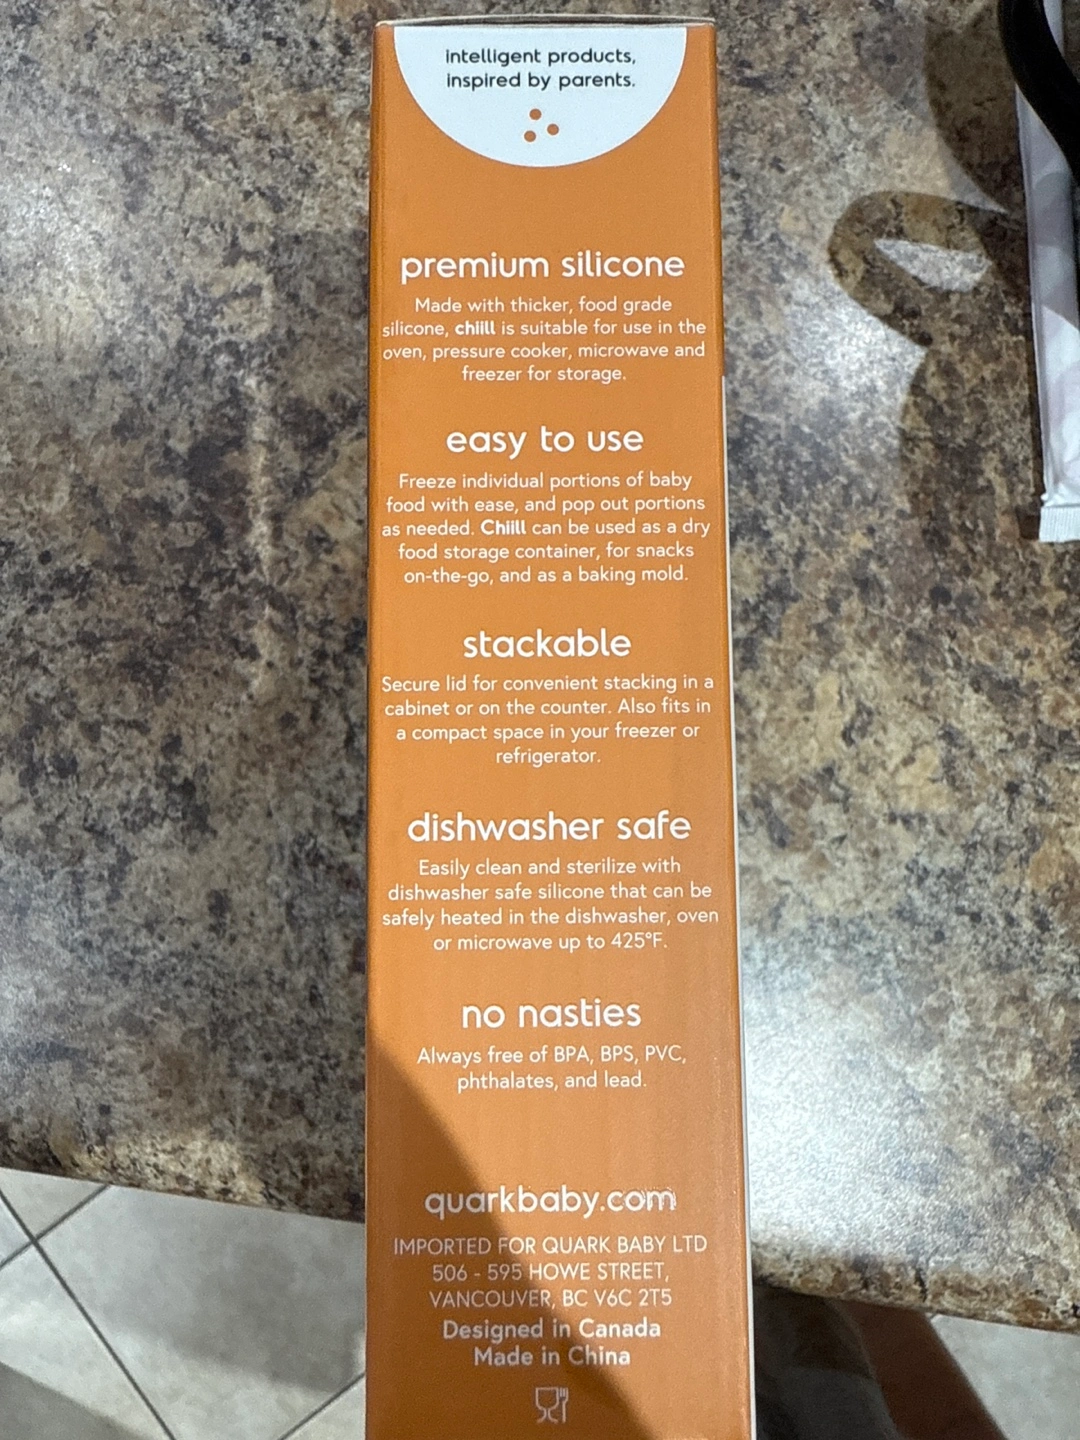 intelligent products,
inspired by parents.
premium silicone
Made with thicker, food grade
silicone, chiill is suitable for use in the
oven, pressure cooker, microwave and
freezer for storage.
easy to use
Freeze individual portions of baby
food with ease, and pop out portions
as needed. Chiill can be used as a dry
food storage container, for snacks
on-the-go, and as a baking mold.
stackable
Secure lid for convenient stacking in a
cabinet or on the counter. Also fits in
a compact space in your freezer or
refrigerator.
dishwasher safe
Easily clean and sterilize with
dishwasher safe silicone that can be
safely heated in the dishwasher, oven
or microwave up to 425°F.
no nasties
Always free of BPA, BPS, PVC,
phthalates, and lead.
quarkbaby.com
IMPORTED FOR QUARK BABY LTD
506 - 595 HOWE STREET,
VANCOUVER, BC V6C 2T5
Designed in Canada
Made in China